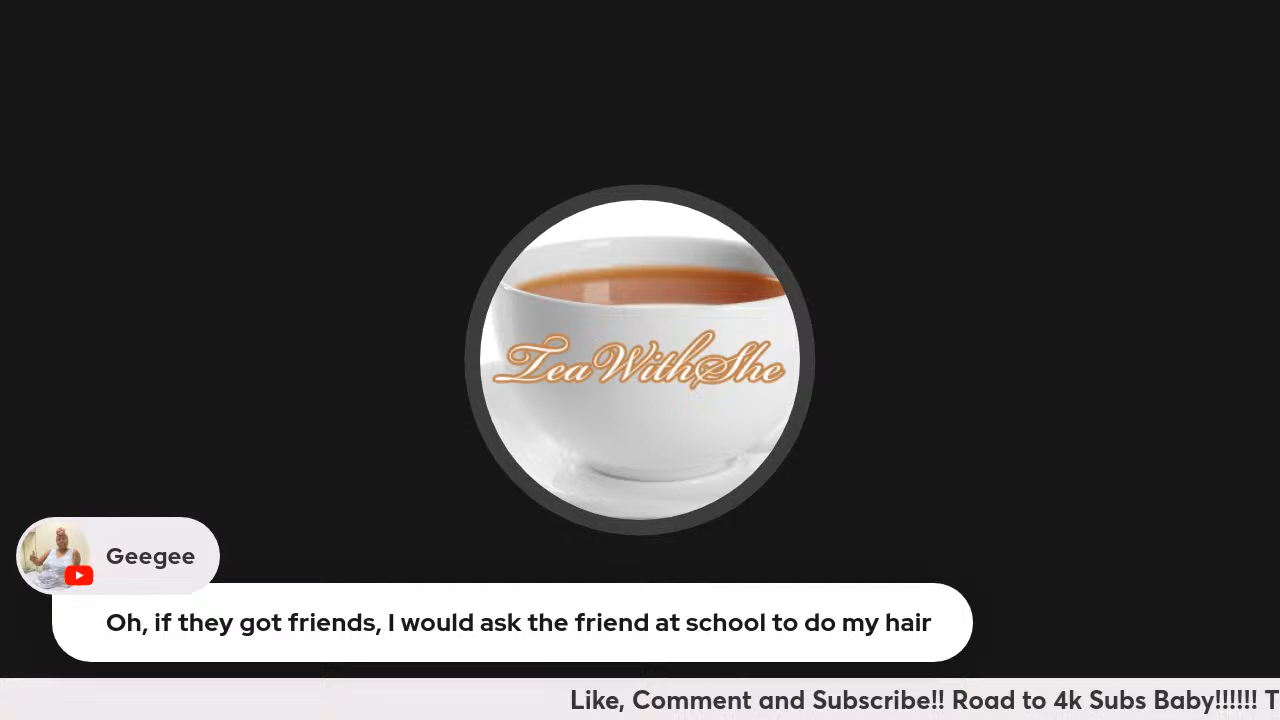 TeaWithShe
Geegee
Oh, if they got friends, I would ask the friend at school to do my hair
Like, Comment and Subscribe!! Road to 4k Subs Baby!!!!!! T